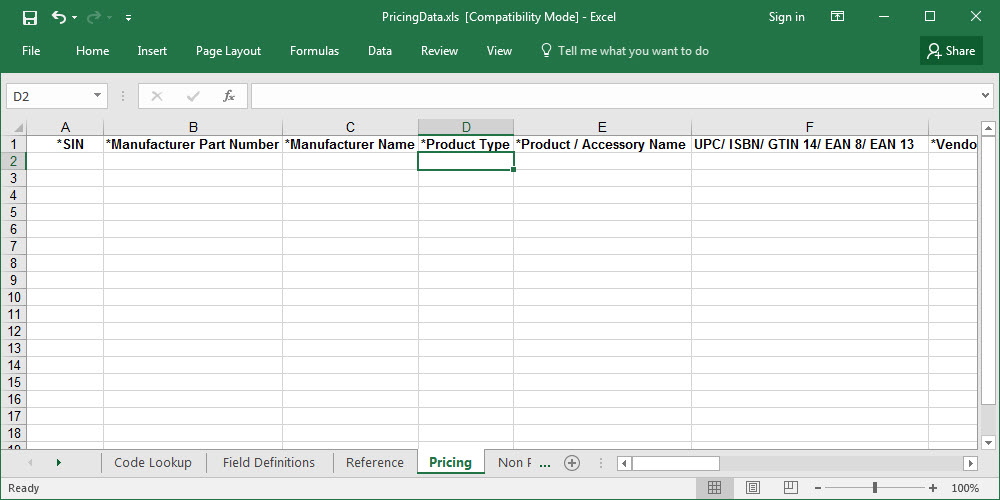 PricingData.xls [Compatibility Mode] - Excel
Sign in
File Home Insert Page Layout Formulas Data Review View Tell me what you want to do Share
D2 fx
A B C D E F
1 *SIN *Manufacturer Part Number *Manufacturer Name *Product Type *Product / Accessory Name UPC/ ISBN/ GTIN 14/ EAN 8/ EAN 13 *Vendo
2
3
4
5
6
7
8
9
10
11
12
13
14
15
16
17
18
19
Code Lookup Field Definitions Reference Pricing Non P ...
Ready 100%